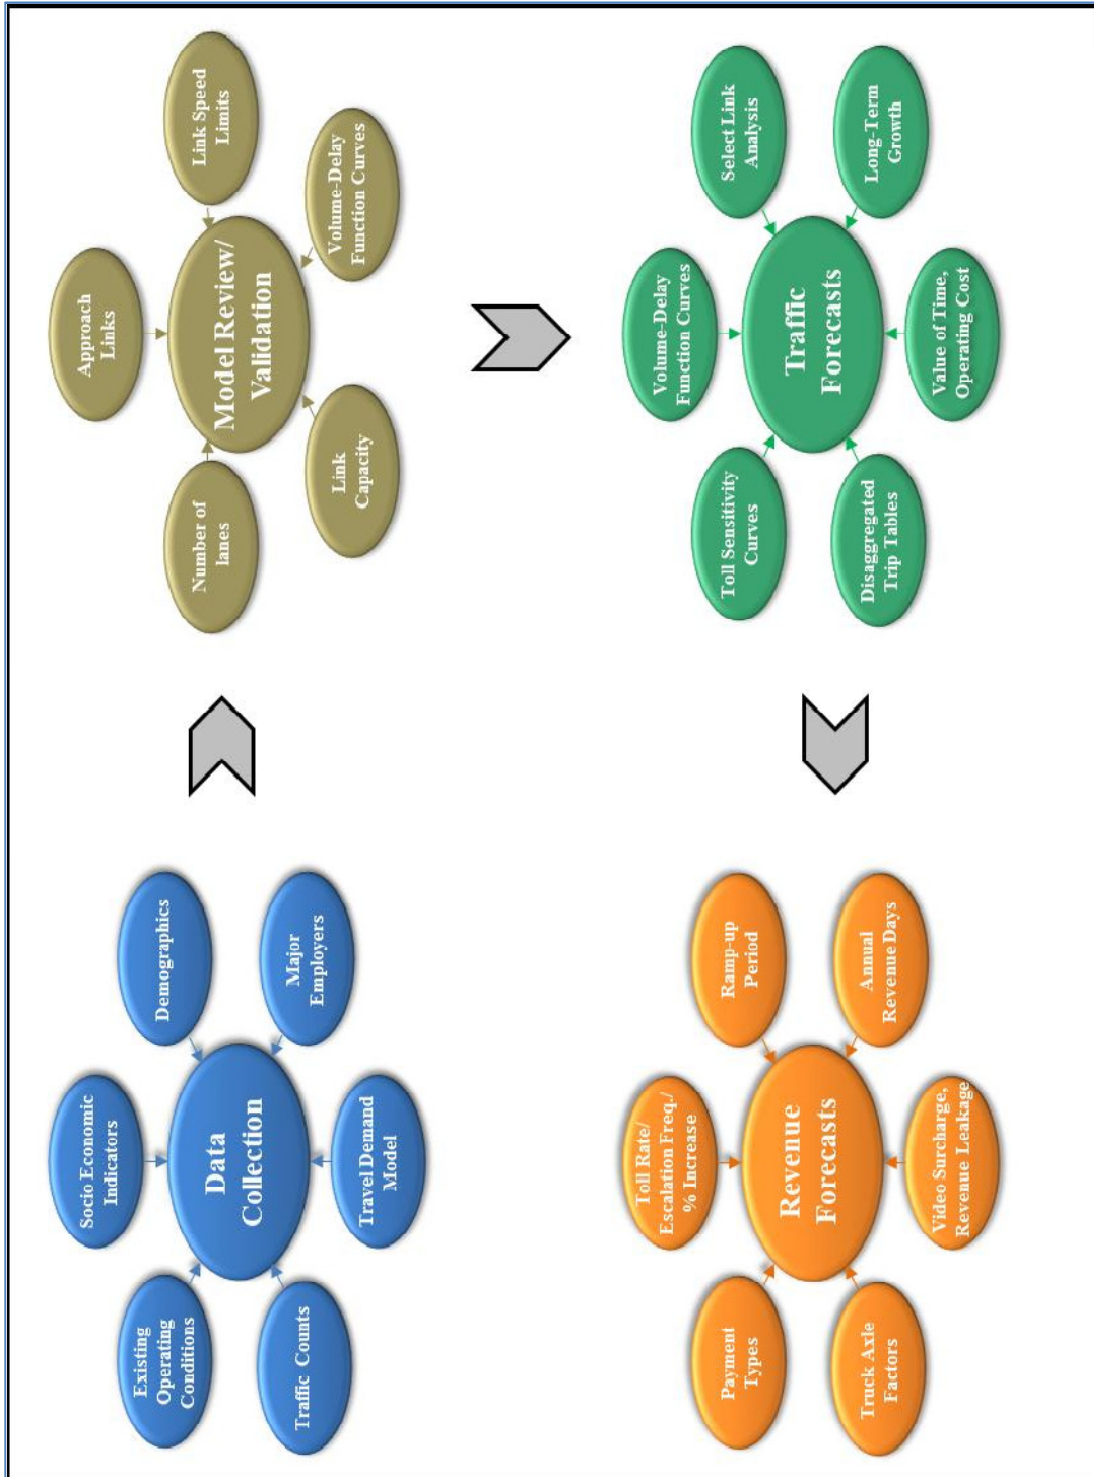 Existing
Operating
Conditions
Socio Economic
Indicators
Demographics
Data
Collection
Traffic Counts
Travel Demand
Model
Major
Employers
Number of
lanes
Approach
Links
Link Speed
Limits
Model Review/
Validation
Link
Capacity
Volume-Delay
Function Curves
Payment
Types
Toll Rate/
Escalation Freq./
% Increase
Ramp-up
Period
Revenue
Forecasts
Truck Axle
Factors
Video Surcharge,
Revenue Leakage
Annual
Revenue Days
Toll Sensitivity
Curves
Volume-Delay
Function Curves
Select Link
Analysis
Traffic
Forecasts
Disaggregated
Trip Tables
Value of Time,
Operating Cost
Long-Term
Growth